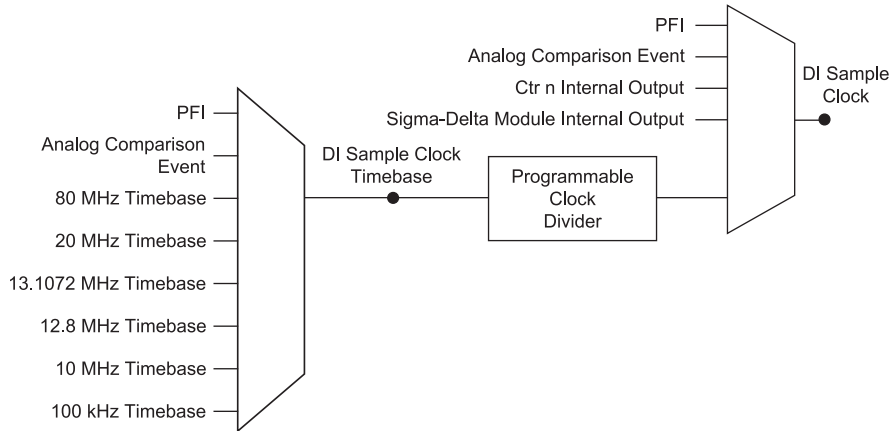 PFI
Analog Comparison Event
Ctr n Internal Output
Sigma-Delta Module Internal Output
DI Sample
Clock
PFI
Analog Comparison
Event
80 MHz Timebase
20 MHz Timebase
13.1072 MHz Timebase
12.8 MHz Timebase
10 MHz Timebase
100 kHz Timebase
DI Sample Clock
Timebase
Programmable
Clock
Divider